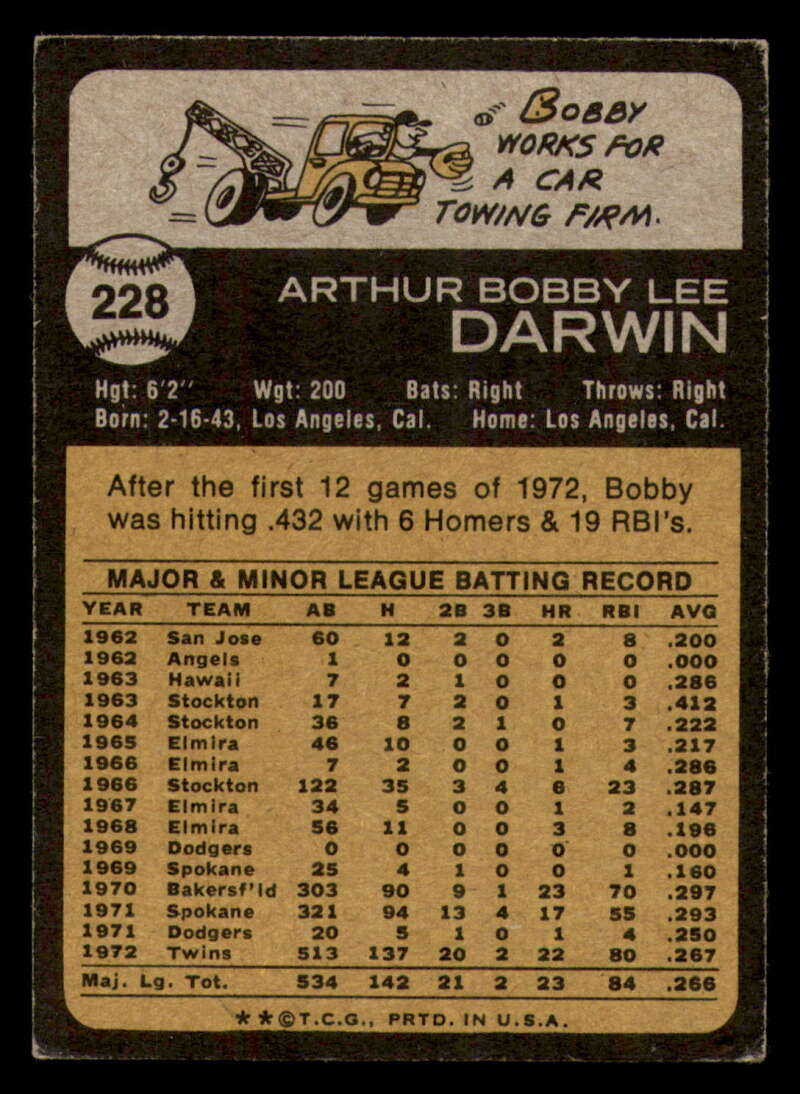 BOBBY
WORKS FOR
A CAR
TOWING FIRM.
228
ARTHUR BOBBY LEE
DARWIN
Hgt: 6'2" Wgt: 200 Bats: Right Throws: Right
Born: 2-16-43, Los Angeles, Cal. Home: Los Angeles, Cal.
After the first 12 games of 1972, Bobby
was hitting .432 with 6 Homers & 19 RBI's.
MAJOR & MINOR LEAGUE BATTING RECORD
YEAR TEAM AB H 2B 3B HR RBI AVG
1962 San Jose 60 12 2 0 2 8 .200
1962 Angels 1 0 0 0 0 0 .000
1963 Hawaii 7 2 1 0 0 0 .286
1963 Stockton 17 7 2 0 1 3 .412
1964 Stockton 36 8 2 1 0 7 .222
1965 Elmira 46 10 0 0 1 3 .217
1966 Elmira 7 2 0 0 1 4 .286
1966 Stockton 122 35 3 4 6 23 .287
1967 Elmira 34 5 0 0 1 2 .147
1968 Elmira 56 11 0 0 3 8 .196
1969 Dodgers 0 0 0 0 0 0 .000
1969 Spokane 25 4 1 0 0 1 .160
1970 Bakersf'ld 303 90 9 1 23 70 .297
1971 Spokane 321 94 13 4 17 55 .293
1971 Dodgers 20 5 1 0 1 4 .250
1972 Twins 513 137 20 2 22 80 .267
Maj. Lg. Tot. 534 142 21 2 23 84 .266
**©T.C.G., PRTD. IN U.S.A.